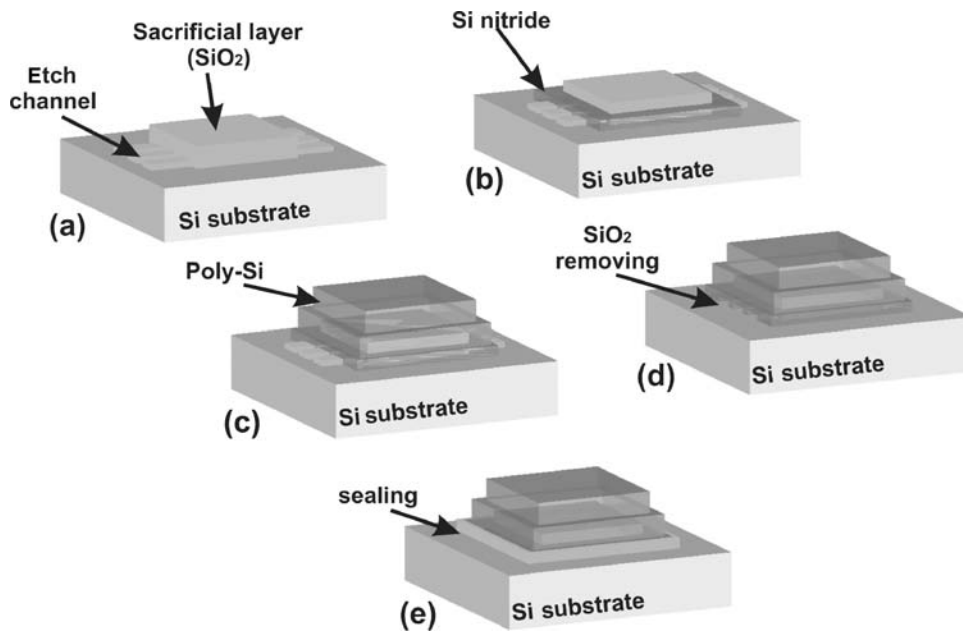 Sacrificial layer
(SiO₂)
Etch
channel
Si substrate
(a)
Si nitride
Si substrate
(b)
Poly-Si
Si substrate
(c)
SiO₂
removing
Si substrate
(d)
sealing
Si substrate
(e)